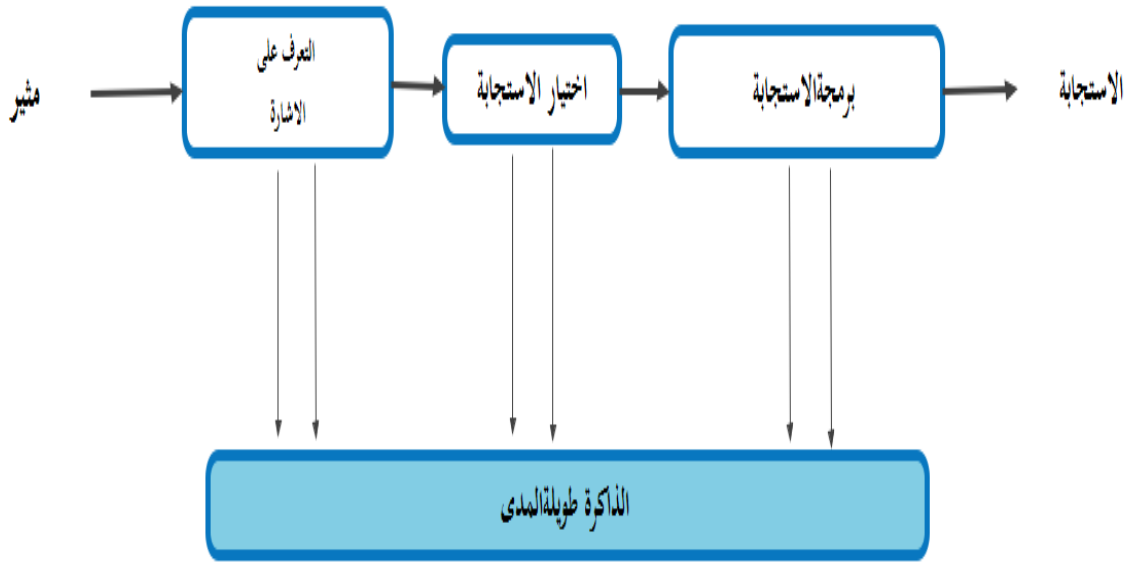 مثير
التعرف على
الاشارة
اختيار الاستجابة
برمجةالاستجابة
الاستجابة
الذاكرة طويلةالمدى